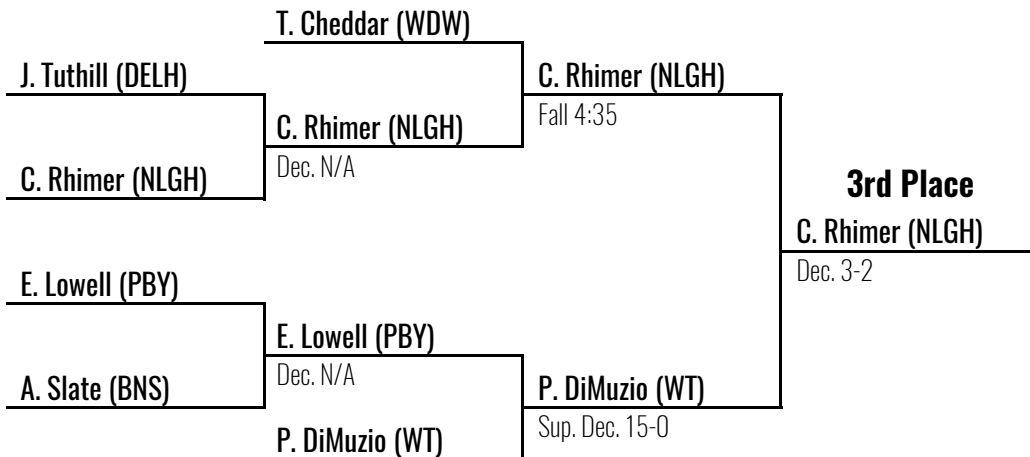 T. Cheddar (WDW)
J. Tuthill (DELH)
C. Rhimer (NLGH)
Fall 4:35
C. Rhimer (NLGH)
Dec. N/A
C. Rhimer (NLGH)
3rd Place
C. Rhimer (NLGH)
Dec. 3-2
E. Lowell (PBY)
E. Lowell (PBY)
Dec. N/A
A. Slate (BNS)
P. DiMuzio (WT)
Sup. Dec. 15-0
P. DiMuzio (WT)